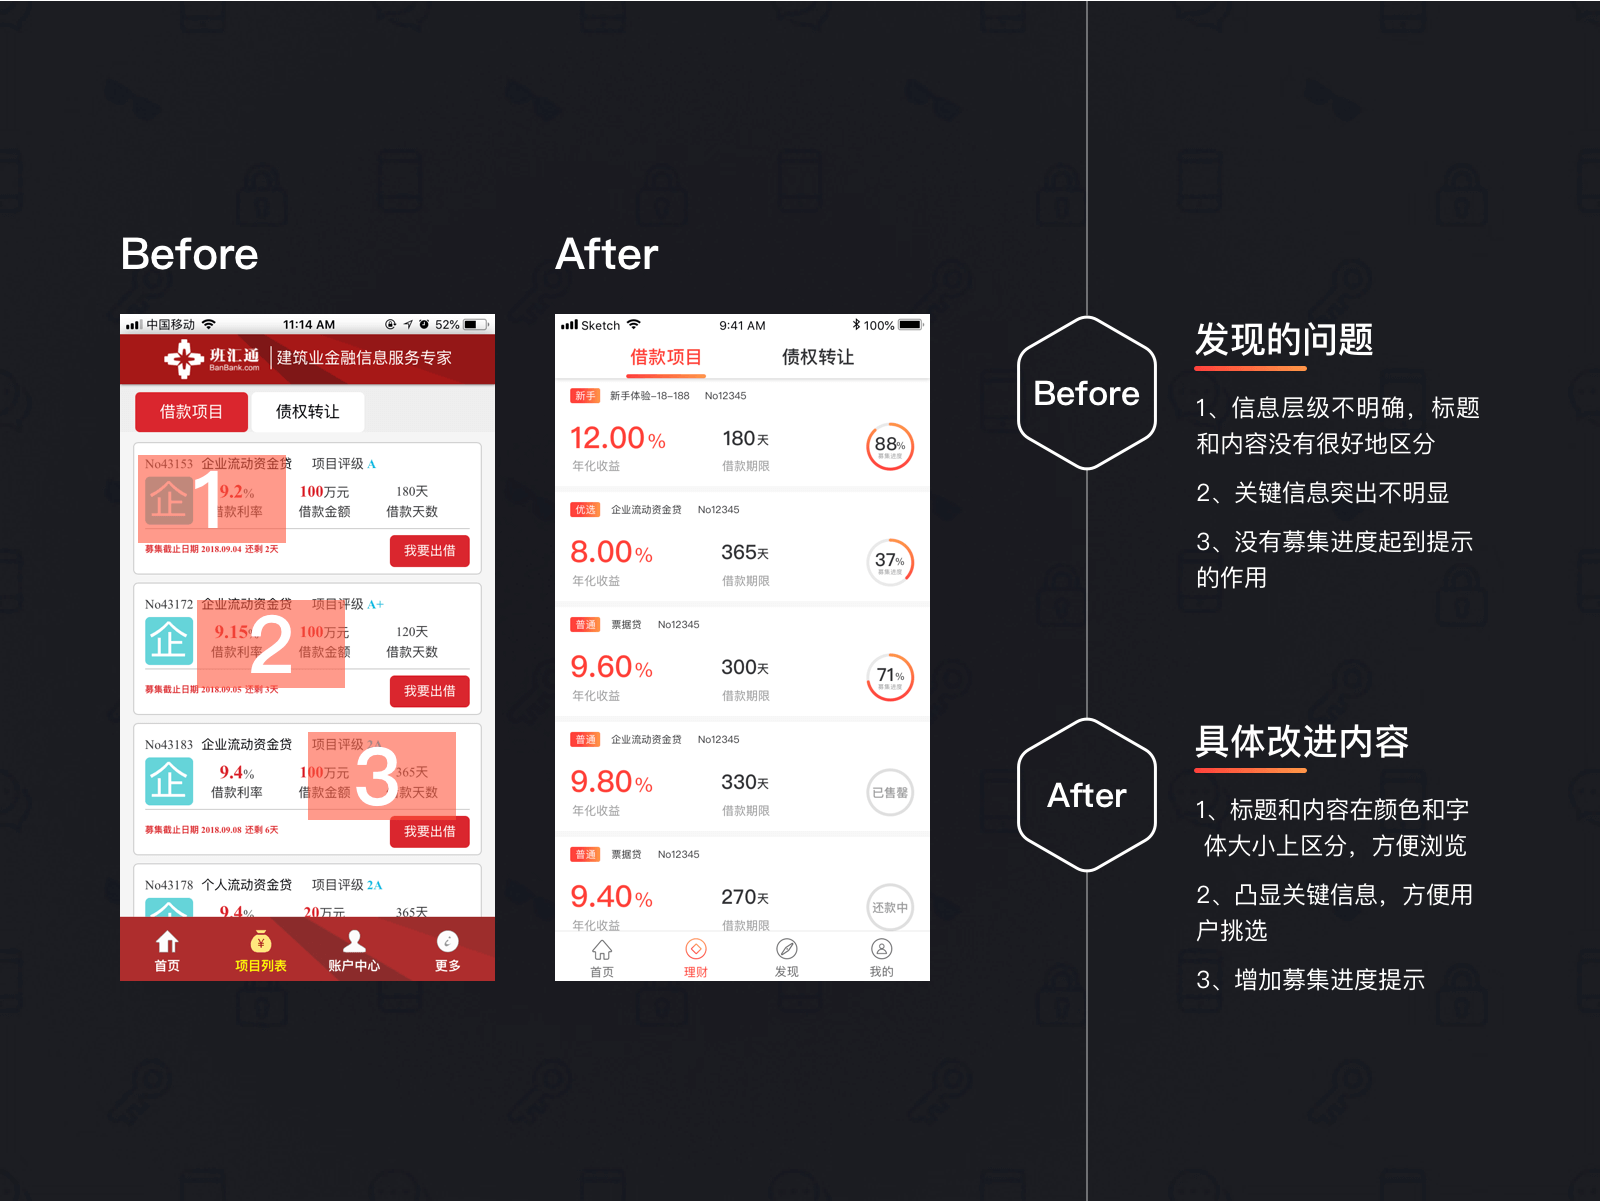 Before
After
中国移动
11:14 AM
52%
班汇通
BanBank.com
建筑业金融信息服务专家
借款项目
债权转让
No43153 企业流动资金贷 项目评级 A
企
1
9.2%
100万元
180天
借款利率
借款金额
借款天数
募集截止日期 2018.09.04 还剩 2天
我要出借
No43172 企业流动资金贷 项目评级 A+
企
2
9.15%
100万元
120天
借款利率
借款金额
借款天数
募集截止日期 2018.09.05 还剩 3天
我要出借
No43183 企业流动资金贷 项目评级 2A
企
3
9.4%
100万元
365天
借款利率
借款金额
借款天数
募集截止日期 2018.09.08 还剩 6天
我要出借
No43178 个人流动资金贷 项目评级 2A
企
9.4%
20万元
365天
首页
项目列表
账户中心
更多
Sketch
9:41 AM
100%
借款项目
债权转让
新手 新手体验-18-188 No12345
12.00%
180天
88%
募集进度
年化收益
借款期限
优选 企业流动资金贷 No12345
8.00%
365天
37%
募集进度
年化收益
借款期限
普通 票据贷 No12345
9.60%
300天
71%
募集进度
年化收益
借款期限
普通 企业流动资金贷 No12345
9.80%
330天
已售罄
年化收益
借款期限
普通 票据贷 No12345
9.40%
270天
还款中
年化收益
借款期限
首页
理财
发现
我的
Before
发现的问题
1、信息层级不明确，标题
和内容没有很好地区分
2、关键信息突出不明显
3、没有募集进度起到提示
的作用
After
具体改进内容
1、标题和内容在颜色和字
体大小上区分，方便浏览
2、凸显关键信息，方便用
户挑选
3、增加募集进度提示